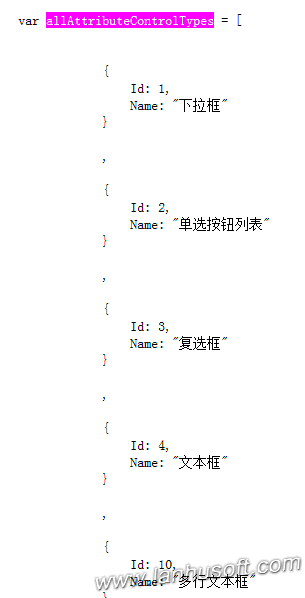 var allAttributeControlTypes = [
{
Id: 1,
Name: "下拉框"
}
,
{
Id: 2,
Name: "单选按钮列表"
}
,
{
Id: 3,
Name: "复选框"
}
,
{
Id: 4,
Name: "文本框"
}
,
{
Id: 10,
Name: "多行文本框"
www.lanhusoft.com
}